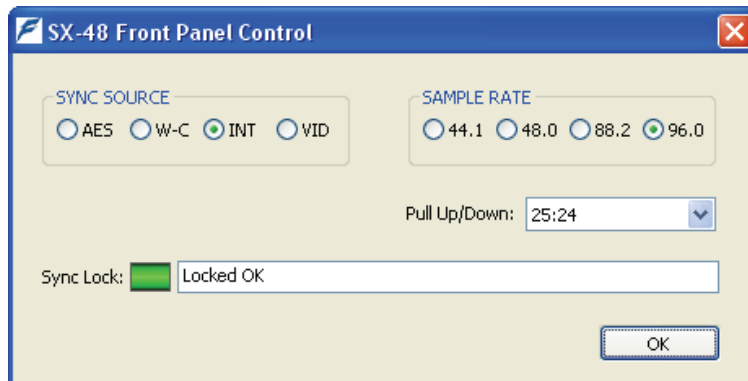 SX-48 Front Panel Control
SYNC SOURCE
AES W-C INT VID
SAMPLE RATE
44.1 48.0 88.2 96.0
Pull Up/Down: 25:24
Sync Lock: Locked OK
OK